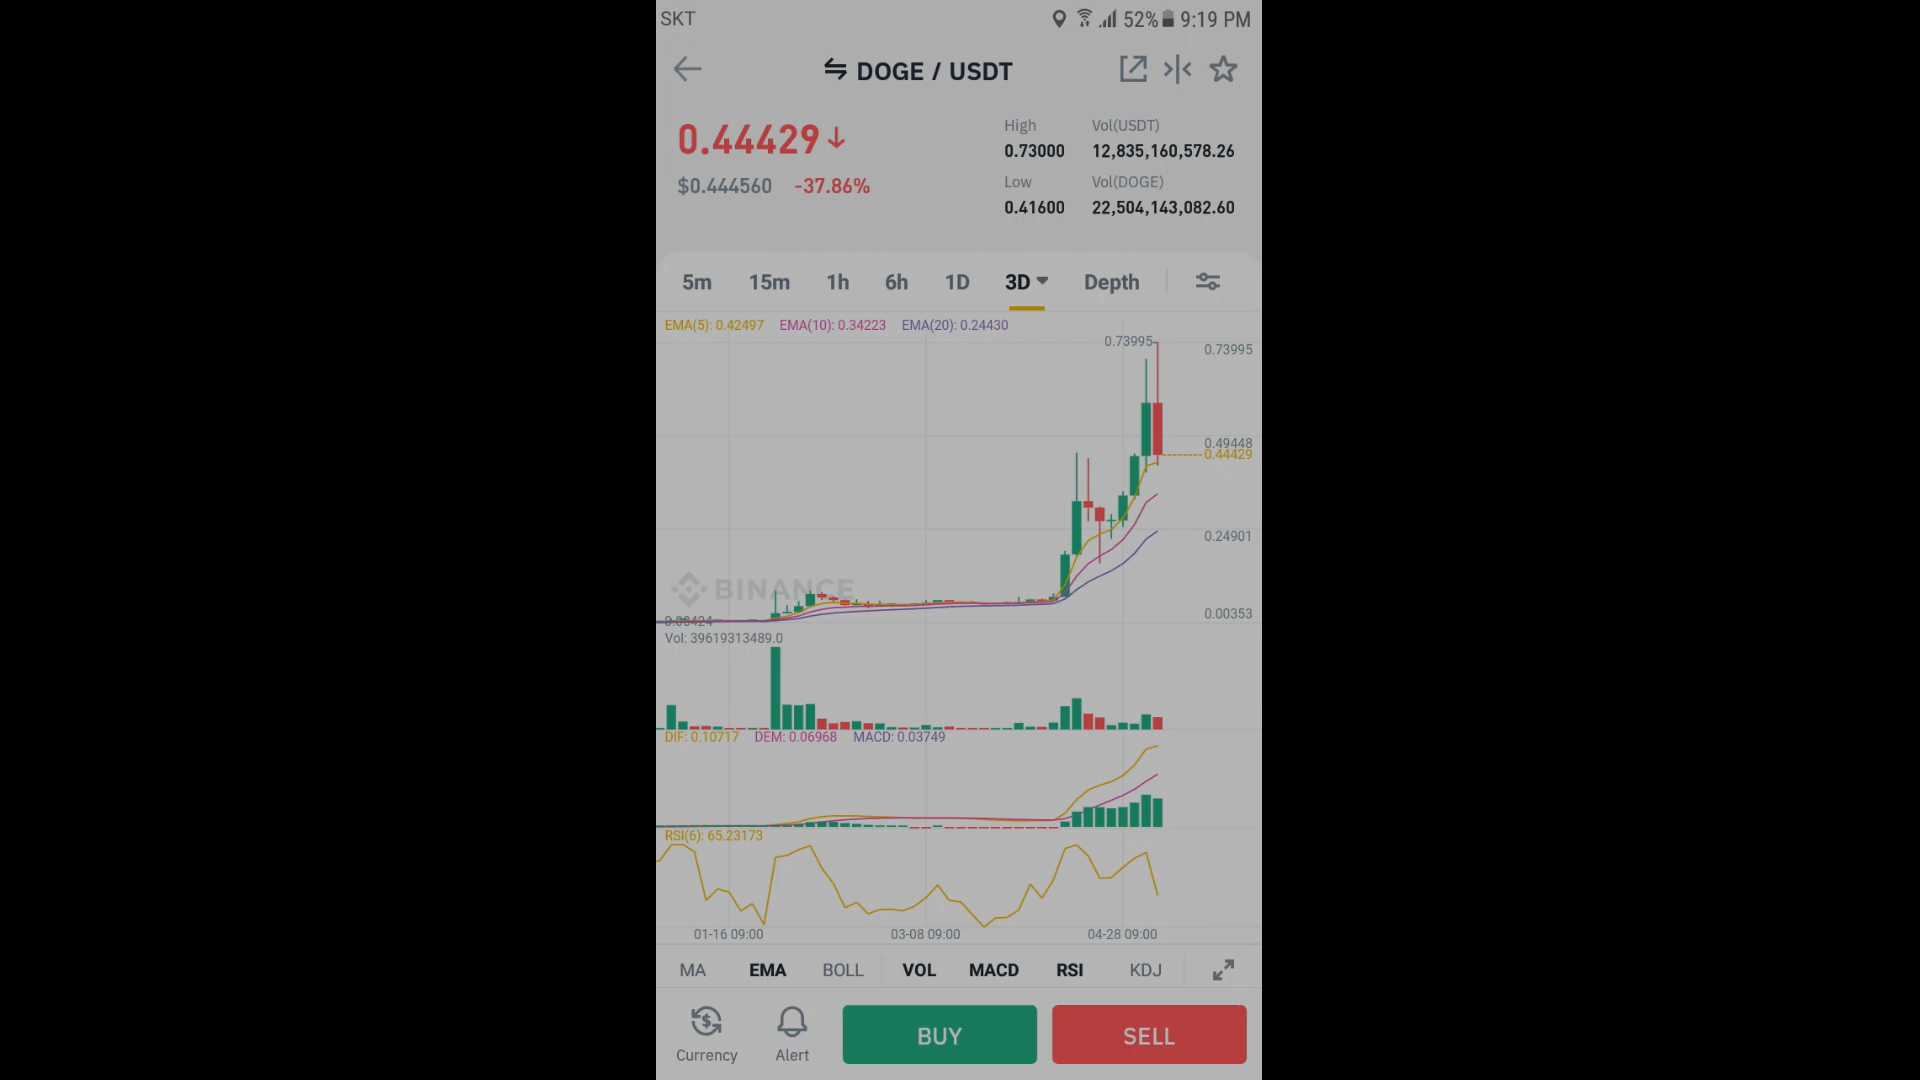 SKT 52% 9:19 PM
DOGE / USDT
0.44429
$0.444560 -37.86%
High Vol(USDT)
0.73000 12,835,160,578.26
Low Vol(DOGE)
0.41600 22,504,143,082.60
5m 15m 1h 6h 1D 3D Depth
EMA(5): 0.42497 EMA(10): 0.34223 EMA(20): 0.24430
0.73995
0.73995
0.49448
0.44429
0.24901
BINANCE
0.00353
0.00424
Vol: 39619313489.0
DIF: 0.10717 DEM: 0.06968 MACD: 0.03749
RSI(6): 65.23173
01-16 09:00 03-08 09:00 04-28 09:00
MA EMA BOLL VOL MACD RSI KDJ
Currency Alert BUY SELL